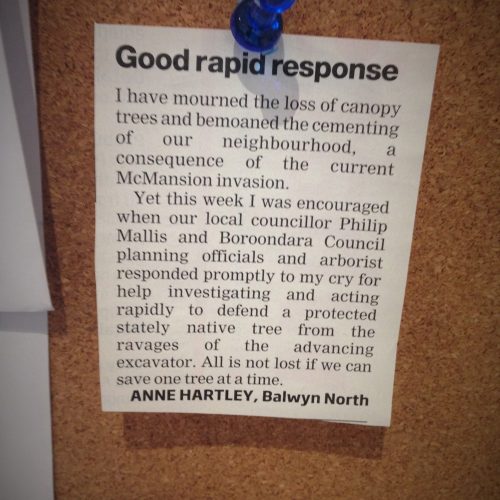 Good rapid response
I have mourned the loss of canopy
trees and bemoaned the cementing
of our neighbourhood, a
consequence of the current
McMansion invasion.
Yet this week I was encouraged
when our local councillor Philip
Mallis and Boroondara Council
planning officials and arborist
responded promptly to my cry for
help investigating and acting
rapidly to defend a protected
stately native tree from the
ravages of the advancing
excavator. All is not lost if we can
save one tree at a time.
ANNE HARTLEY, Balwyn North